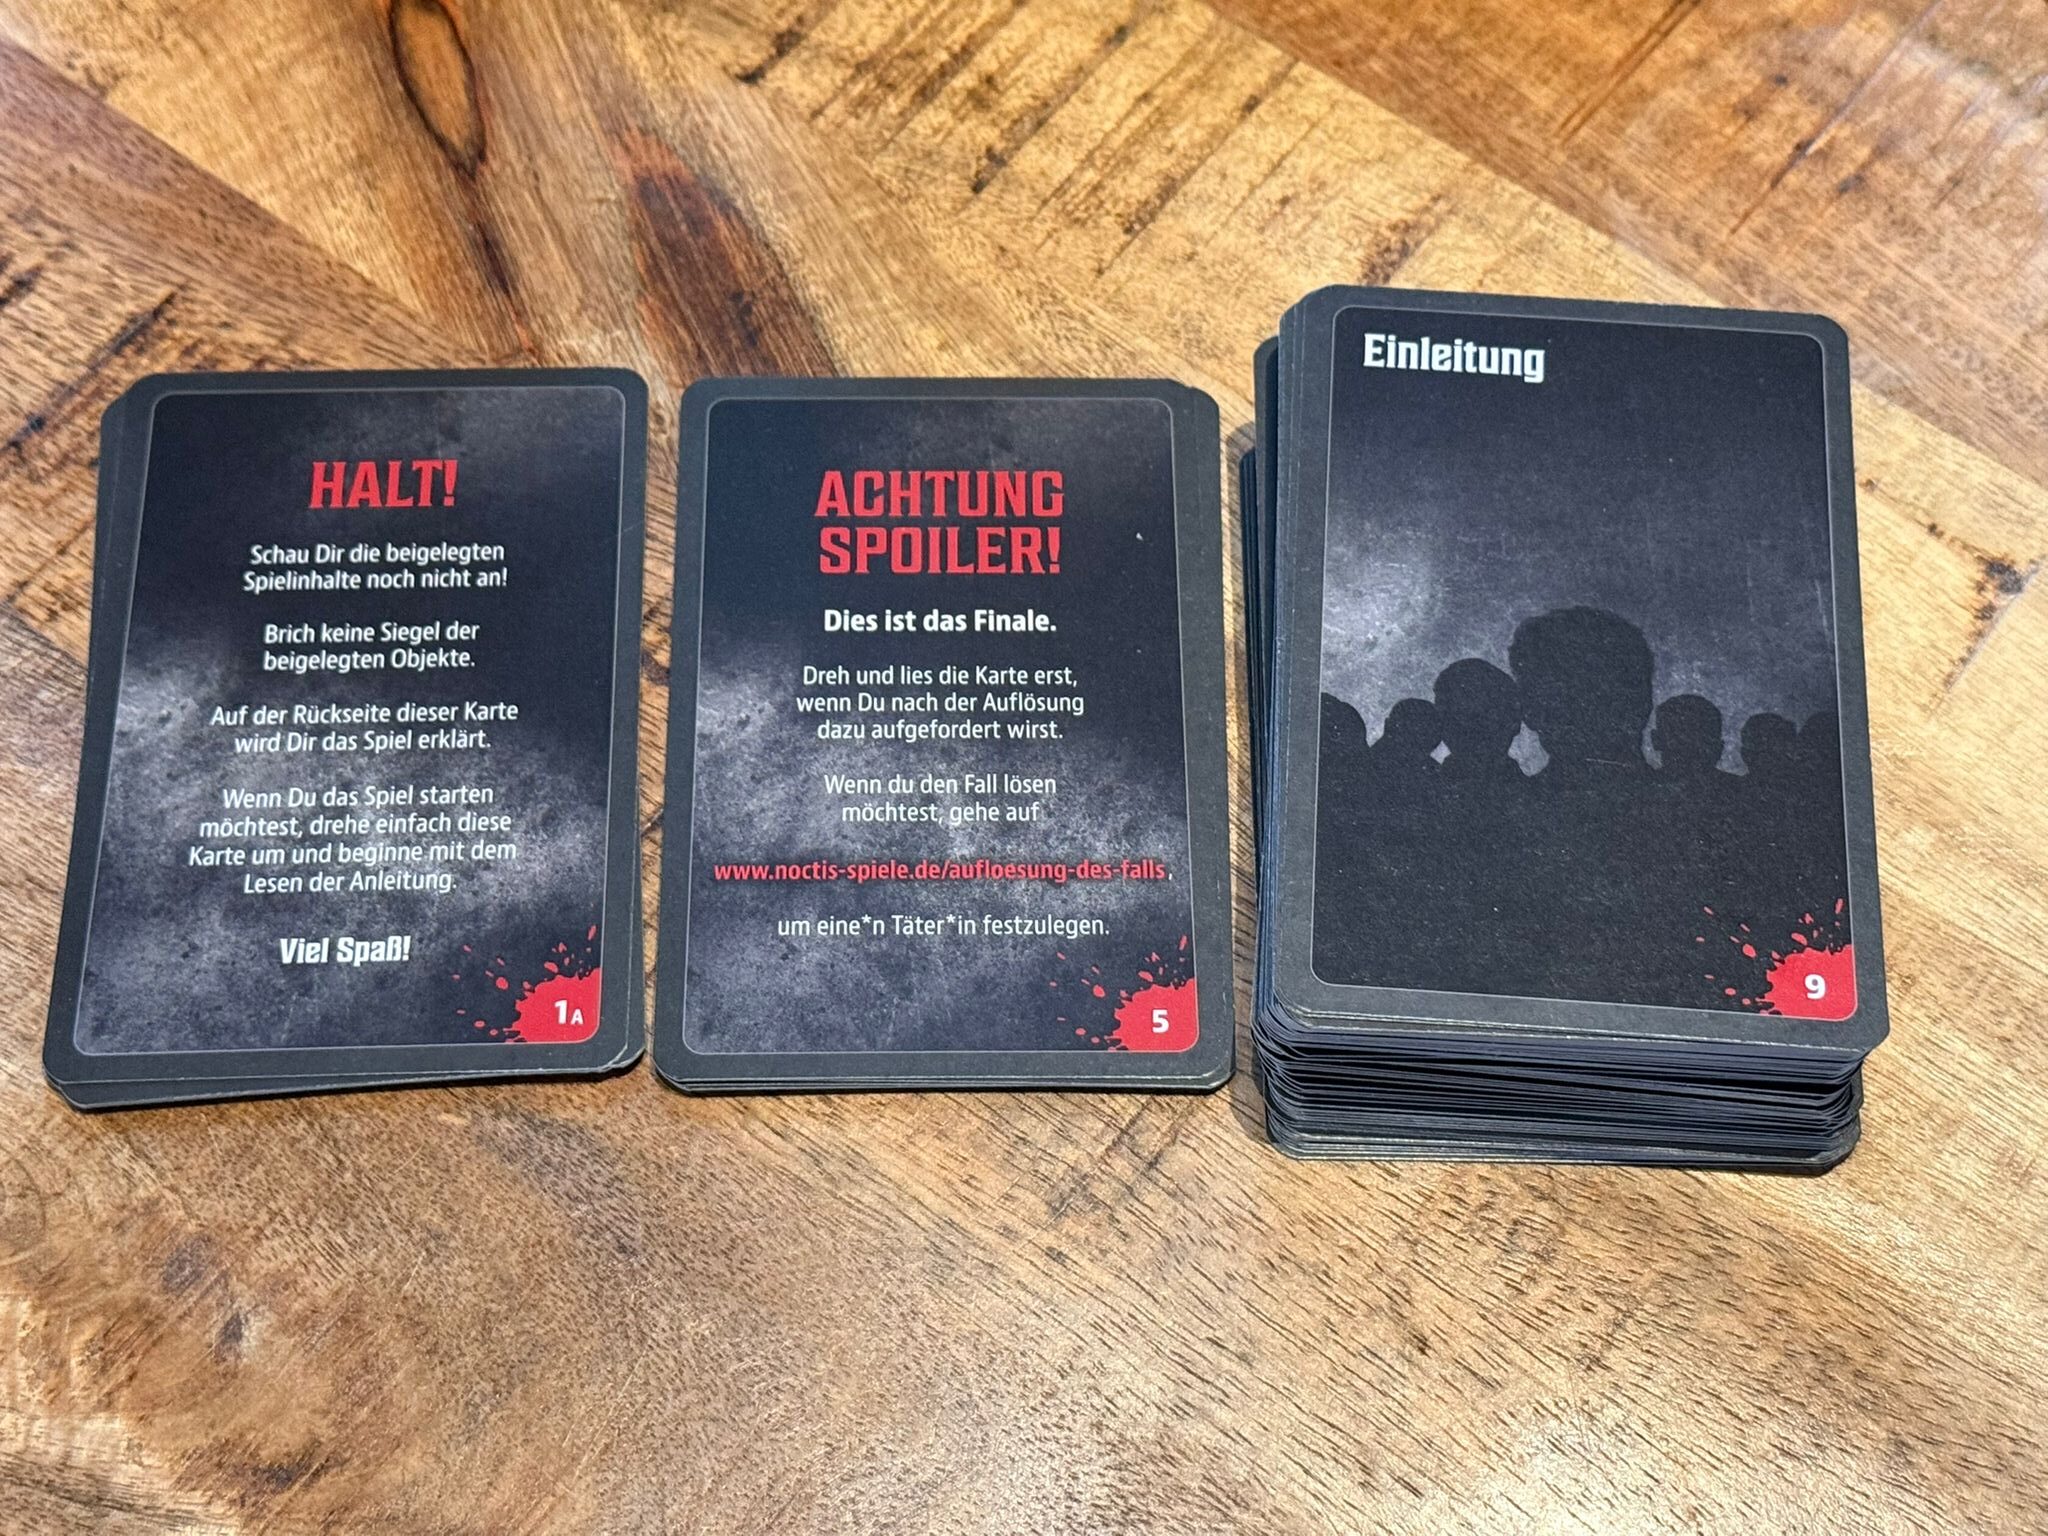 HALT!
Schau Dir die beigelegten
Spielinhalte noch nicht an!
Brich keine Siegel der
beigelegten Objekte.
Auf der Rückseite dieser Karte
wird Dir das Spiel erklärt.
Wenn Du das Spiel starten
möchtest, drehe einfach diese
Karte um und beginne mit dem
Lesen der Anleitung.
Viel Spaß!
1A
ACHTUNG
SPOILER!
Dies ist das Finale.
Dreh und lies die Karte erst,
wenn Du nach der Auflösung
dazu aufgefordert wirst.
Wenn du den Fall lösen
möchtest, gehe auf
www.noctis-spiele.de/aufloesung-des-falls,
um eine*n Täter*in festzulegen.
5
Einleitung
9